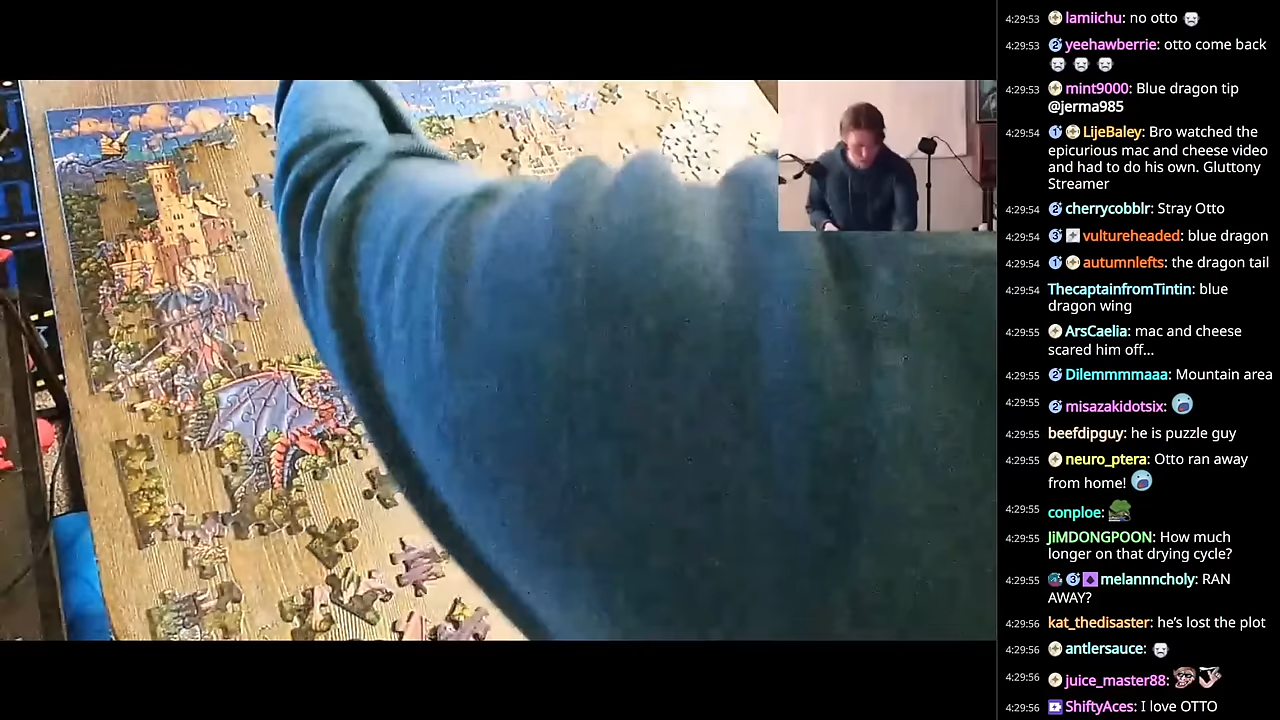 4:29:53 lamiichu: no otto
4:29:53 yeehawberrie: otto come back
4:29:53 mint9000: Blue dragon tip
@jerma985
4:29:54 LijeBaley: Bro watched the
epicurious mac and cheese video
and had to do his own. Gluttony
Streamer
4:29:54 cherrycobblr: Stray Otto
4:29:54 vultureheaded: blue dragon
4:29:54 autumnlefts: the dragon tail
4:29:54 ThecaptainfromTintin: blue
dragon wing
4:29:55 ArsCaelia: mac and cheese
scared him off...
4:29:55 Dilemmmmaaa: Mountain area
4:29:55 misazakidotsix:
4:29:55 beefdipguy: he is puzzle guy
4:29:55 neuro_ptera: Otto ran away
from home!
4:29:55 conploe:
4:29:55 JiMDONGPOON: How much
longer on that drying cycle?
4:29:55 melannncholy: RAN
AWAY?
4:29:56 kat_thedisaster: he's lost the plot
4:29:56 antlersauce:
4:29:56 juice_master88:
4:29:56 ShiftyAces: I love OTTO